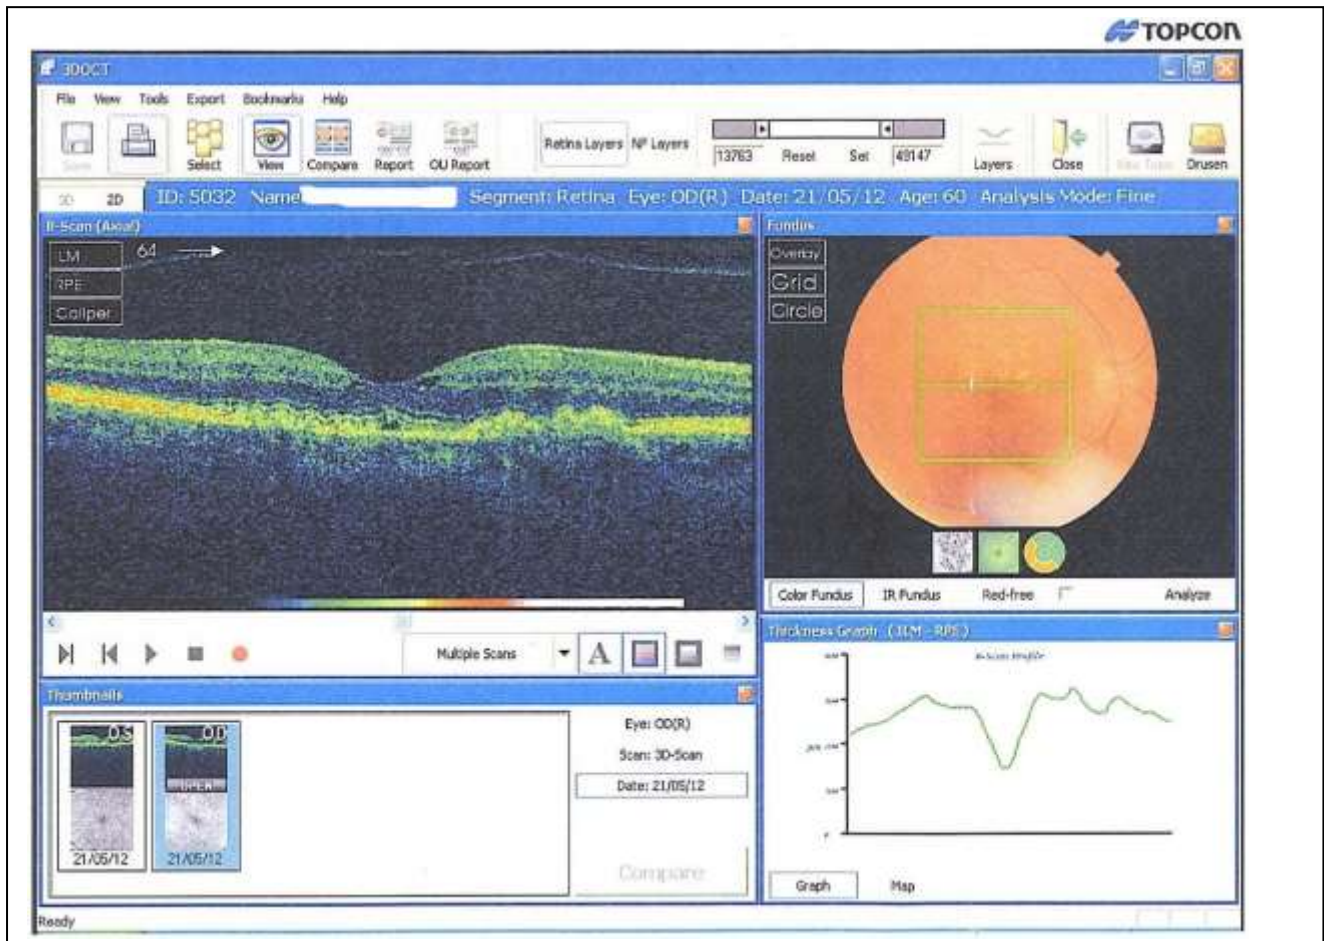 TOPCON
3DOCT
File View Tools Export Bookmarks Help
Select View Compare Report OU Report Retina Layers NF Layers 13763 Reset Set 49147 Layers Close Drusen
3D 2D ID: 5032 Name Segment: Retina Eye: OD(R) Date: 21/05/12 Age: 60 Analysis Mode: Fine
B-Scan (Axial)
64
ILM
RPE
Caliper
Multiple Scans A
Fundus
Overlay
Grid
Circle
Color Fundus IR Fundus Red-free Analyze
Thickness Graph (ILM - RPE)
Graph Map
Thumbnails
OS OD
OPEN
21/05/12 21/05/12
Eye: OD(R)
Scan: 3D-Scan
Date: 21/05/12
Compare
Ready